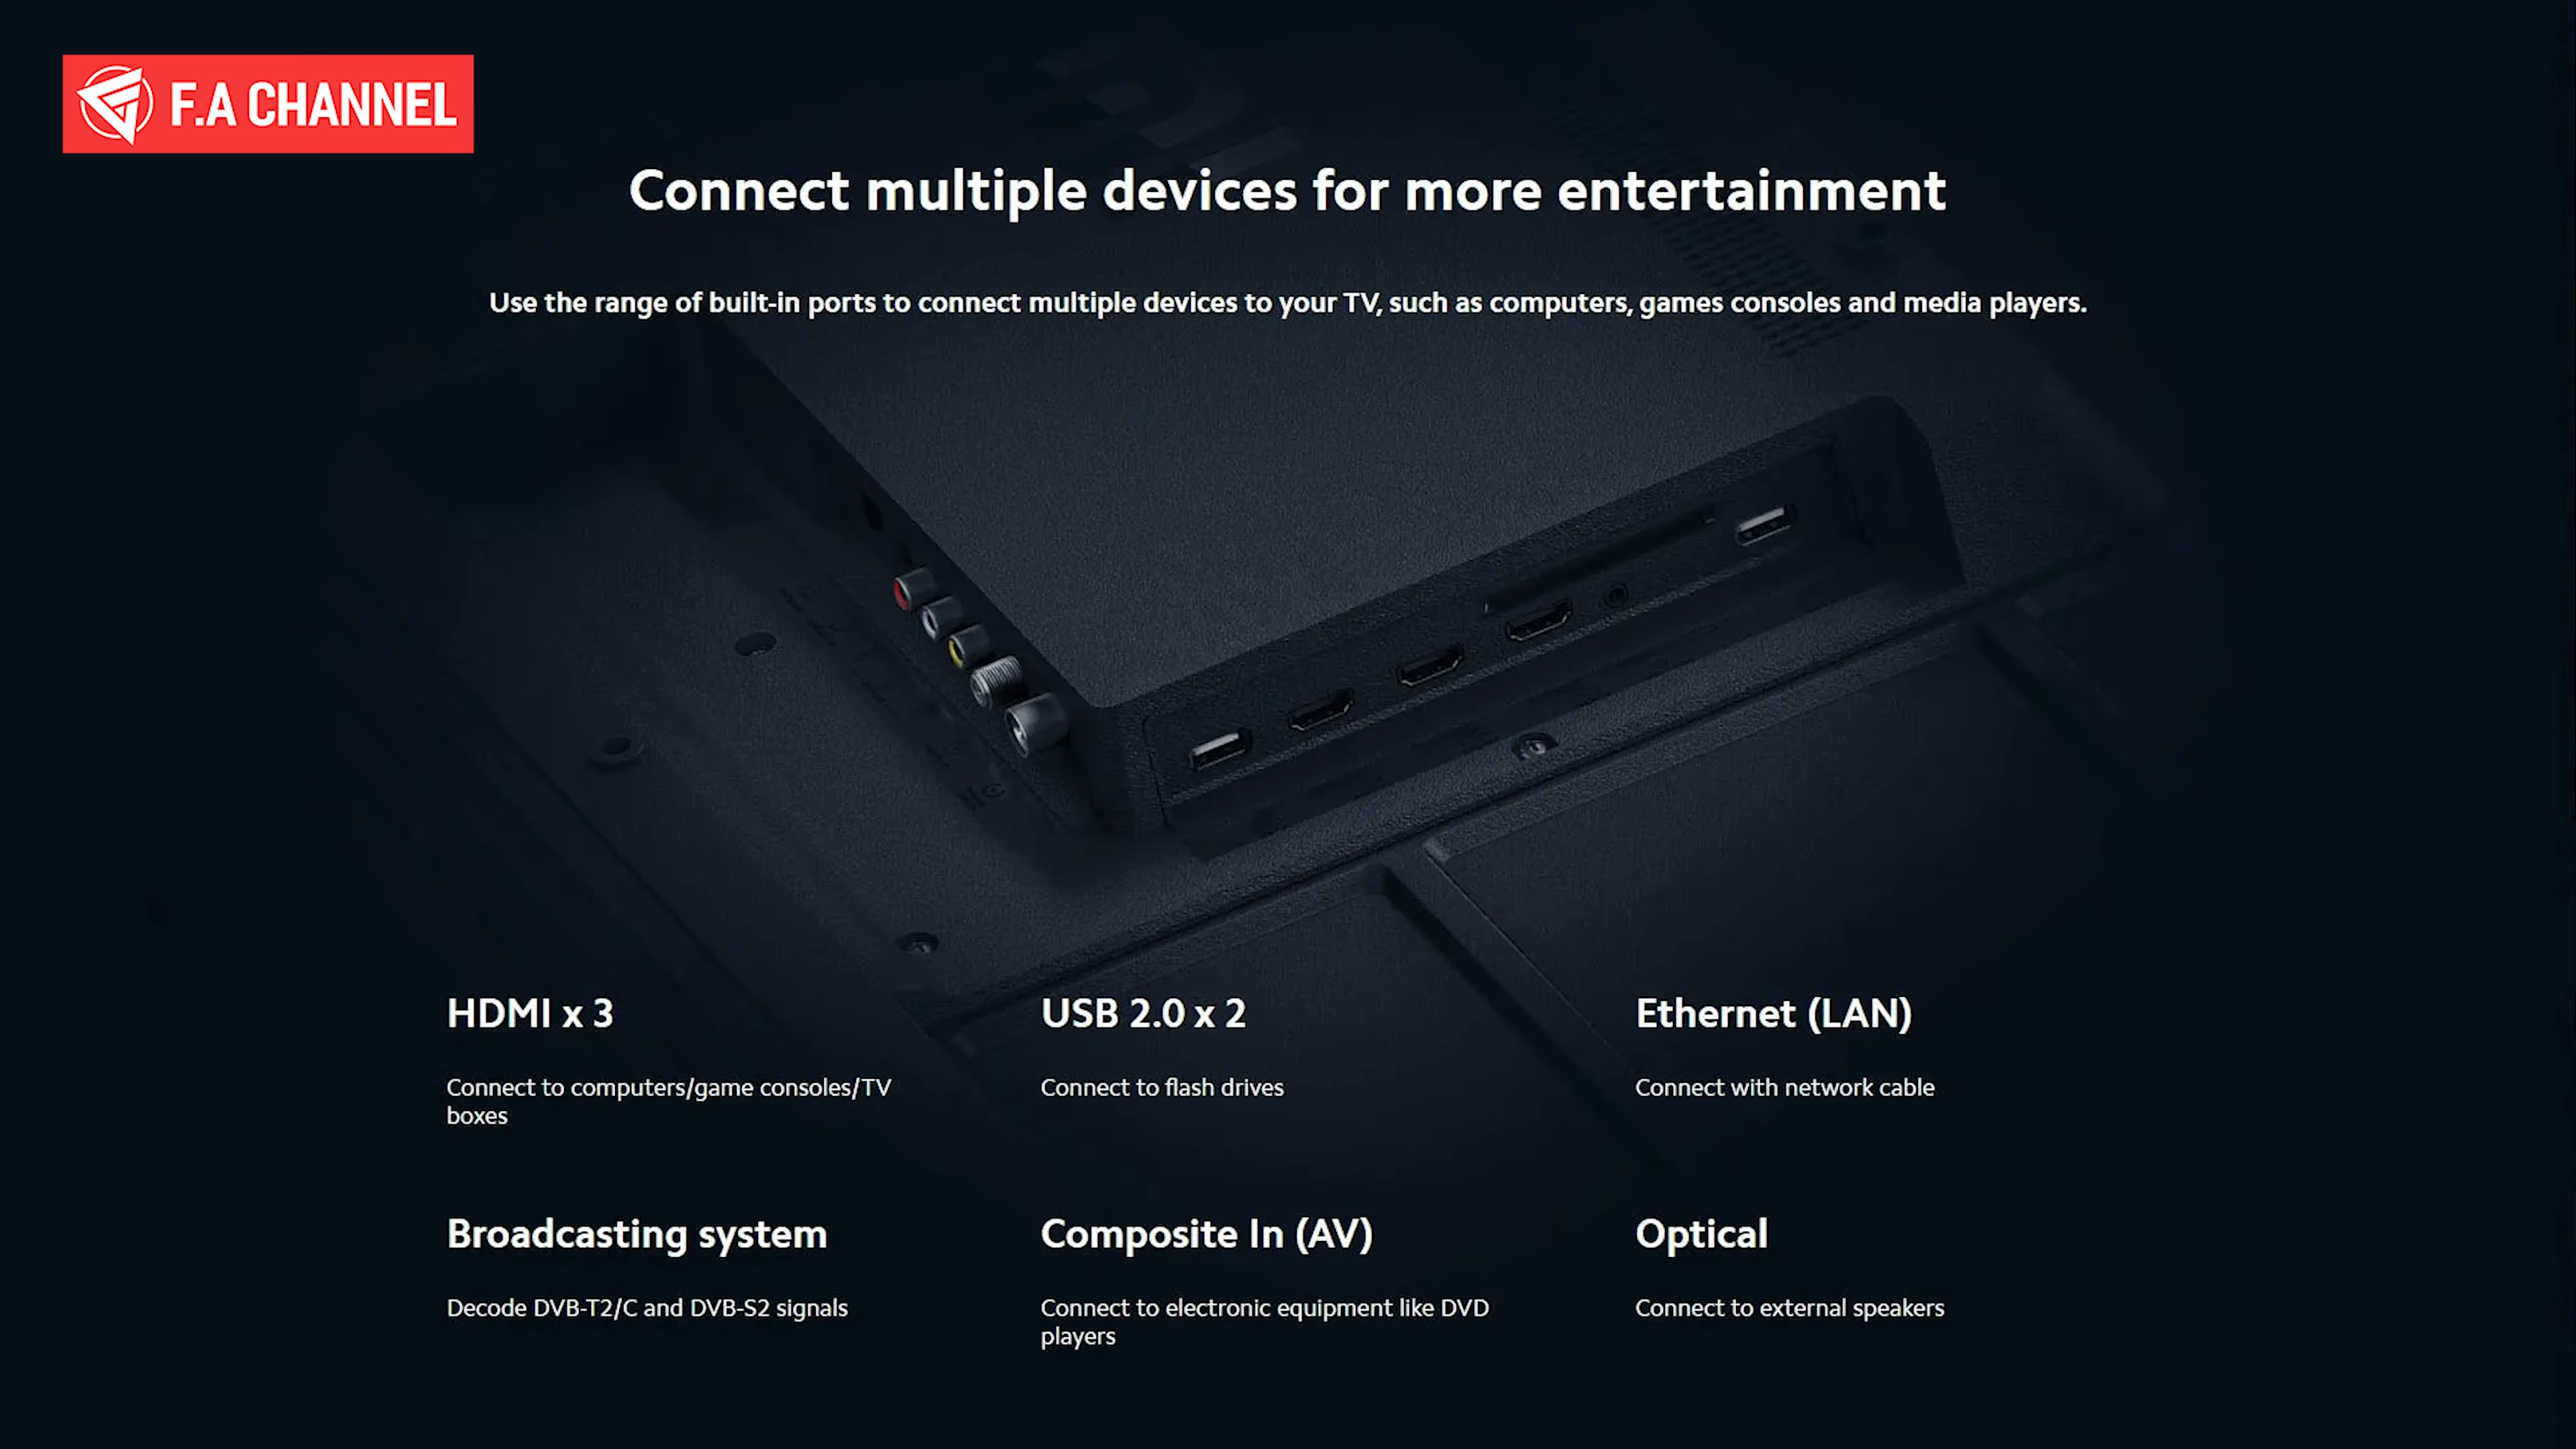 F.A CHANNEL
Connect multiple devices for more entertainment
Use the range of built-in ports to connect multiple devices to your TV, such as computers, games consoles and media players.
HDMI x 3
Connect to computers/game consoles/TV
boxes
USB 2.0 x 2
Connect to flash drives
Ethernet (LAN)
Connect with network cable
Broadcasting system
Decode DVB-T2/C and DVB-S2 signals
Composite In (AV)
Connect to electronic equipment like DVD
players
Optical
Connect to external speakers